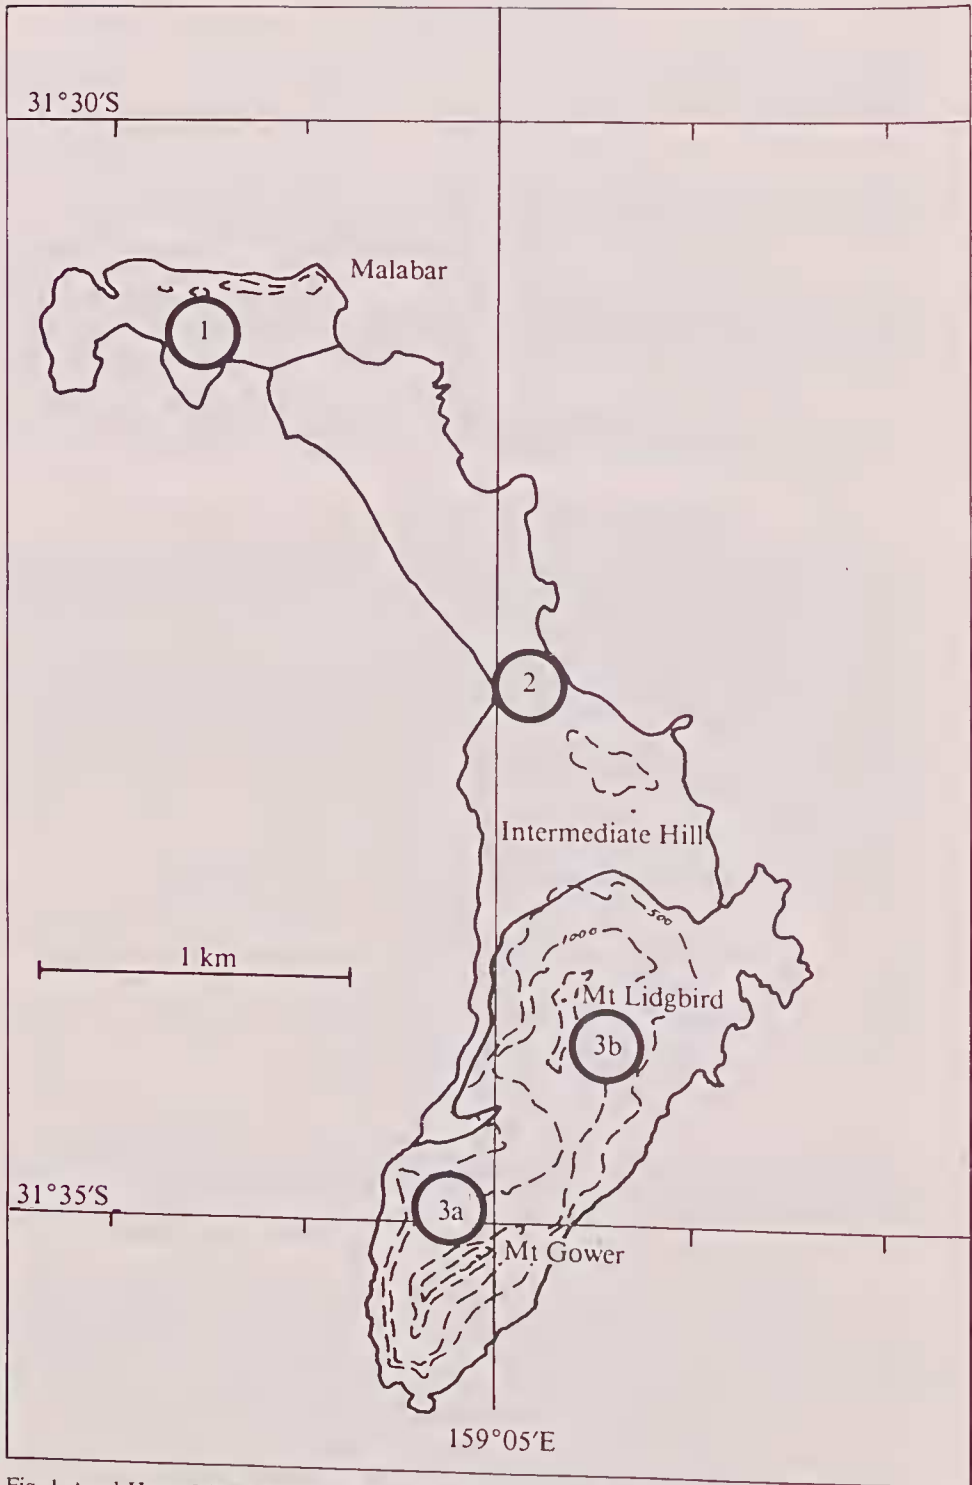 31°30′S
Malabar
1
2
Intermediate Hill
500
1000
1 km
Mt Lidgbird
3b
31°35′S
3a
Mt Gower
159°05′E